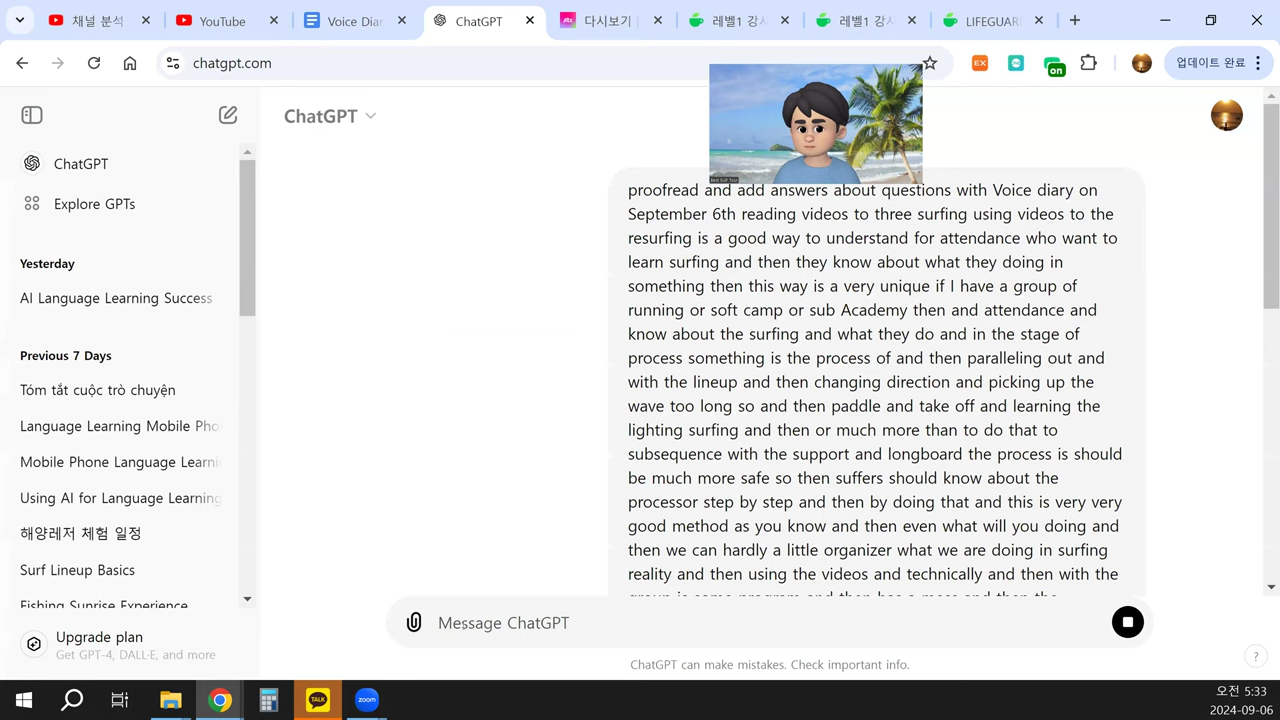 채널 분석
YouTube
Voice Diar
ChatGPT
다시보기
레벨1 강
레벨1 강사
LIFEGUAR
chatgpt.com
on
업데이트 완료
ChatGPT
ChatGPT
Explore GPTs
Yesterday
AI Language Learning Success
Previous 7 Days
Tóm tắt cuộc trò chuyện
Language Learning Mobile Pho
Mobile Phone Language Learni
Using AI for Language Learning
해양레저 체험 일정
Surf Lineup Basics
Fishing Sunrise Experience
Upgrade plan
Get GPT-4, DALL·E, and more
proofread and add answers about questions with Voice diary on
September 6th reading videos to three surfing using videos to the
resurfing is a good way to understand for attendance who want to
learn surfing and then they know about what they doing in
something then this way is a very unique if I have a group of
running or soft camp or sub Academy then and attendance and
know about the surfing and what they do and in the stage of
process something is the process of and then paralleling out and
with the lineup and then changing direction and picking up the
wave too long so and then paddle and take off and learning the
lighting surfing and then or much more than to do that to
subsequence with the support and longboard the process is should
be much more safe so then suffers should know about the
processor step by step and then by doing that and this is very very
good method as you know and then even what will you doing and
then we can hardly a little organizer what we are doing in surfing
reality and then using the videos and technically and then with the
Message ChatGPT
ChatGPT can make mistakes. Check important info.
?
TALK
zoom
오전 5:33
2024-09-06